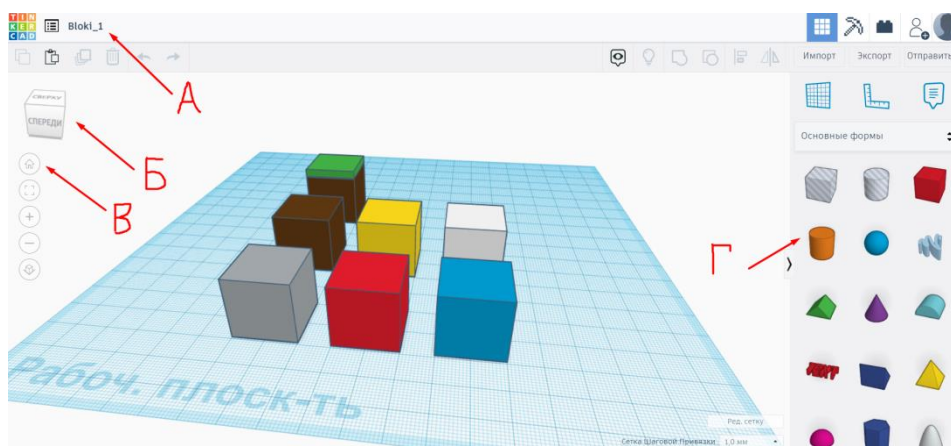 TIN
KER
CAD
Bloki_1
А
Импорт
Экспорт
Отправить
СВЕРХУ
СПЕРЕДИ
Б
В
Основные формы
Г
TEXT
Рабоч. плоск-ть
Ред. сетку
Сетка Шаговой Привязки 1,0 мм